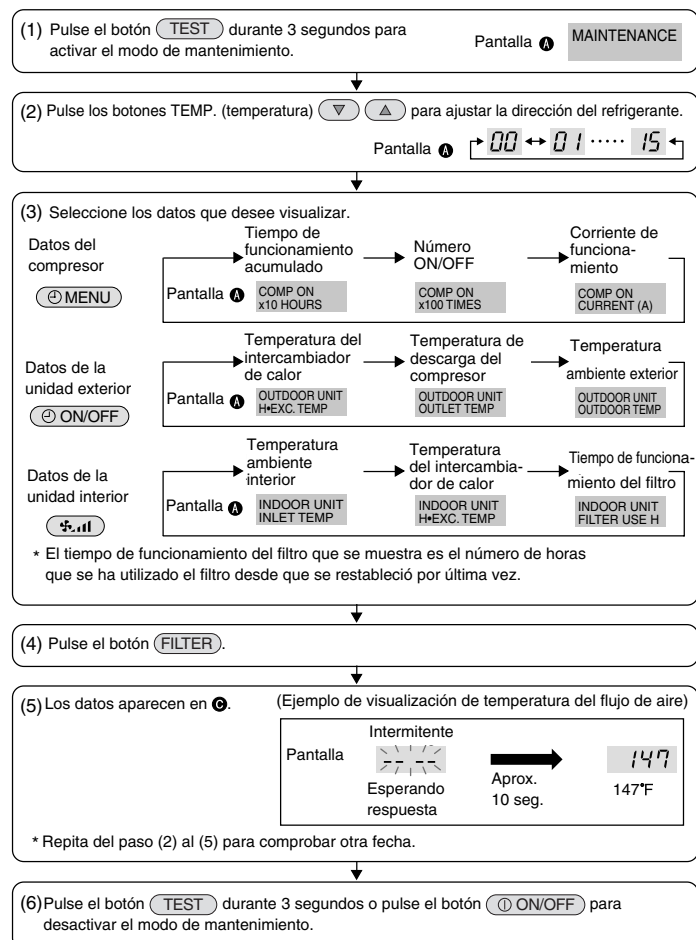 (1) Pulse el botón TEST durante 3 segundos para
activar el modo de mantenimiento.
Pantalla A MAINTENANCE
(2) Pulse los botones TEMP. (temperatura) ▽ △ para ajustar la dirección del refrigerante.
Pantalla A 00 ↔ 01 ····· 15
(3) Seleccione los datos que desee visualizar.
Datos del
compresor
MENU
Pantalla A
Tiempo de
funcionamiento
acumulado
COMP ON
x10 HOURS
Número
ON/OFF
COMP ON
x100 TIMES
Corriente de
funciona-
miento
COMP ON
CURRENT (A)
Datos de la
unidad exterior
ON/OFF
Pantalla A
Temperatura del
intercambiador
de calor
OUTDOOR UNIT
H•EXC. TEMP
Temperatura de
descarga del
compresor
OUTDOOR UNIT
OUTLET TEMP
Temperatura
ambiente exterior
OUTDOOR UNIT
OUTDOOR TEMP
Datos de la
unidad interior
Pantalla A
Temperatura
ambiente
interior
INDOOR UNIT
INLET TEMP
Temperatura
del intercambia-
dor de calor
INDOOR UNIT
H•EXC. TEMP
Tiempo de funciona-
miento del filtro
INDOOR UNIT
FILTER USE H
* El tiempo de funcionamiento del filtro que se muestra es el número de horas
que se ha utilizado el filtro desde que se restableció por última vez.
(4) Pulse el botón FILTER.
(5) Los datos aparecen en C.
(Ejemplo de visualización de temperatura del flujo de aire)
Pantalla
Intermitente
-- --
Esperando
respuesta
Aprox.
10 seg.
147
147°F
* Repita del paso (2) al (5) para comprobar otra fecha.
(6) Pulse el botón TEST durante 3 segundos o pulse el botón ON/OFF para
desactivar el modo de mantenimiento.